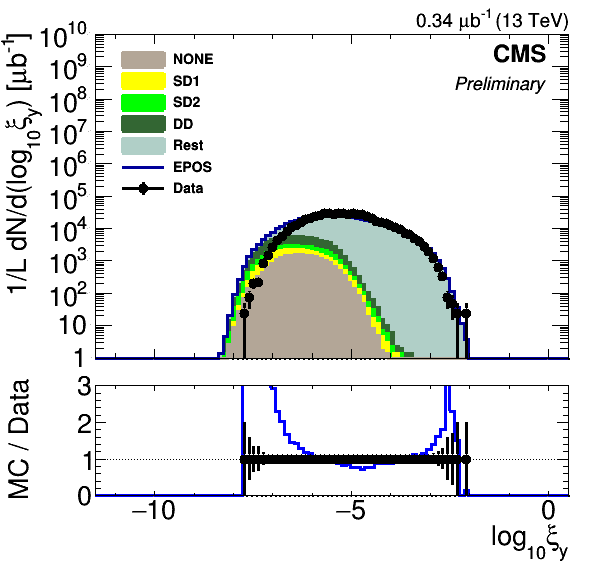 0.34 μb⁻¹ (13 TeV)
CMS
Preliminary
1/L dN/d(log₁₀ξᵧ) [μb⁻¹]
10¹⁰
10⁹
10⁸
10⁷
10⁶
10⁵
10⁴
10³
10²
10
1
NONE
SD1
SD2
DD
Rest
EPOS
Data
MC / Data
3
2
1
0
−10
−5
0
log₁₀ξᵧ